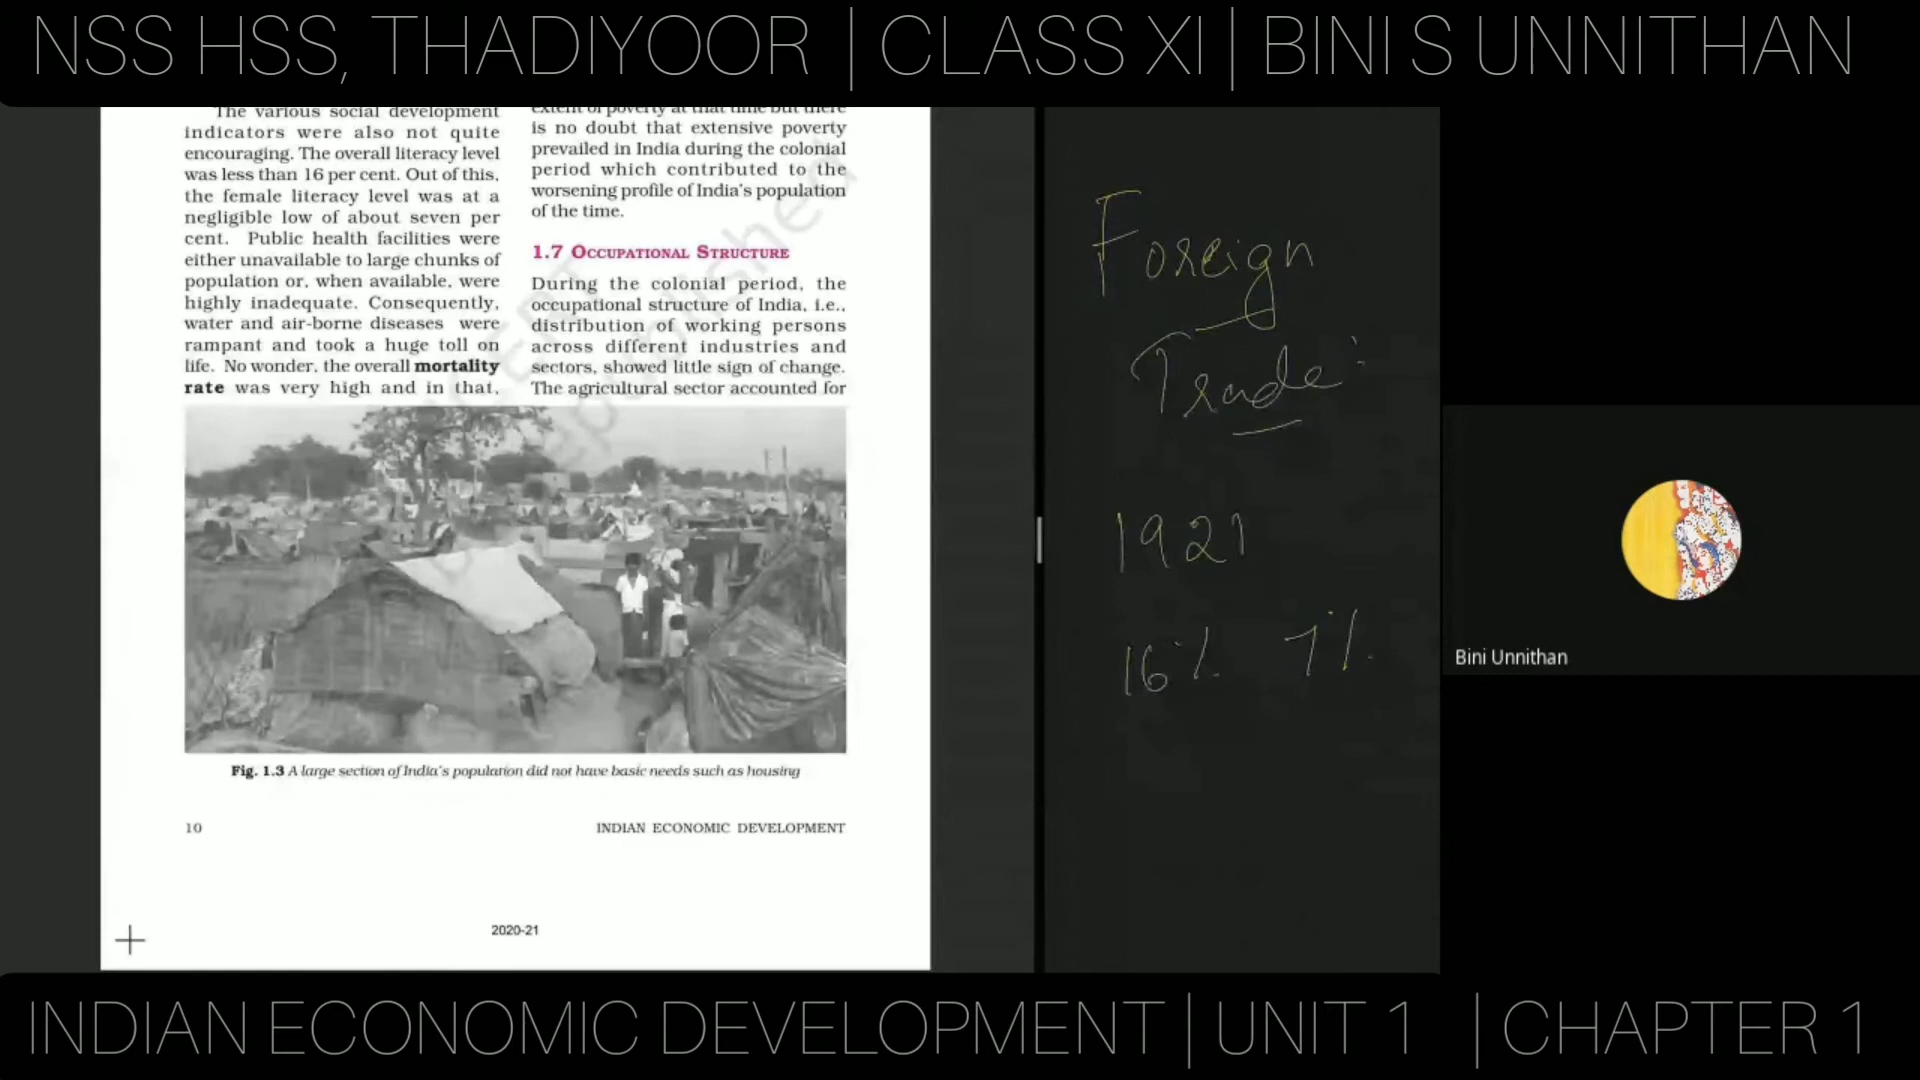 NSS HSS, THADIYOOR | CLASS XI | BINI S UNNITHAN
The various social development
indicators were also not quite
encouraging. The overall literacy level
was less than 16 per cent. Out of this,
the female literacy level was at a
negligible low of about seven per
cent. Public health facilities were
either unavailable to large chunks of
population or, when available, were
highly inadequate. Consequently,
water and air-borne diseases were
rampant and took a huge toll on
life. No wonder, the overall mortality
rate was very high and in that,
extent of poverty at that time but there
is no doubt that extensive poverty
prevailed in India during the colonial
period which contributed to the
worsening profile of India's population
of the time.
1.7 OCCUPATIONAL STRUCTURE
During the colonial period, the
occupational structure of India, i.e.,
distribution of working persons
across different industries and
sectors, showed little sign of change.
The agricultural sector accounted for
Fig. 1.3 A large section of India's population did not have basic needs such as housing
10 INDIAN ECONOMIC DEVELOPMENT
2020-21
Foreign
Trade:
1921
16% 7%
Bini Unnithan
INDIAN ECONOMIC DEVELOPMENT | UNIT 1 | CHAPTER 1